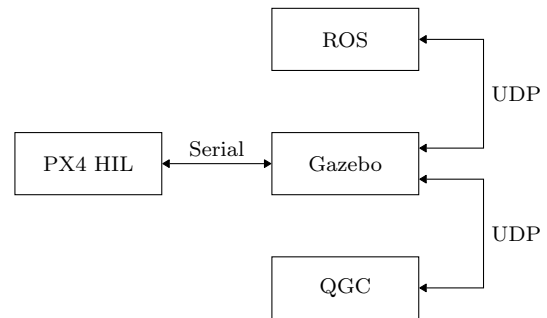 ROS
UDP
Serial
PX4 HIL
Gazebo
UDP
QGC